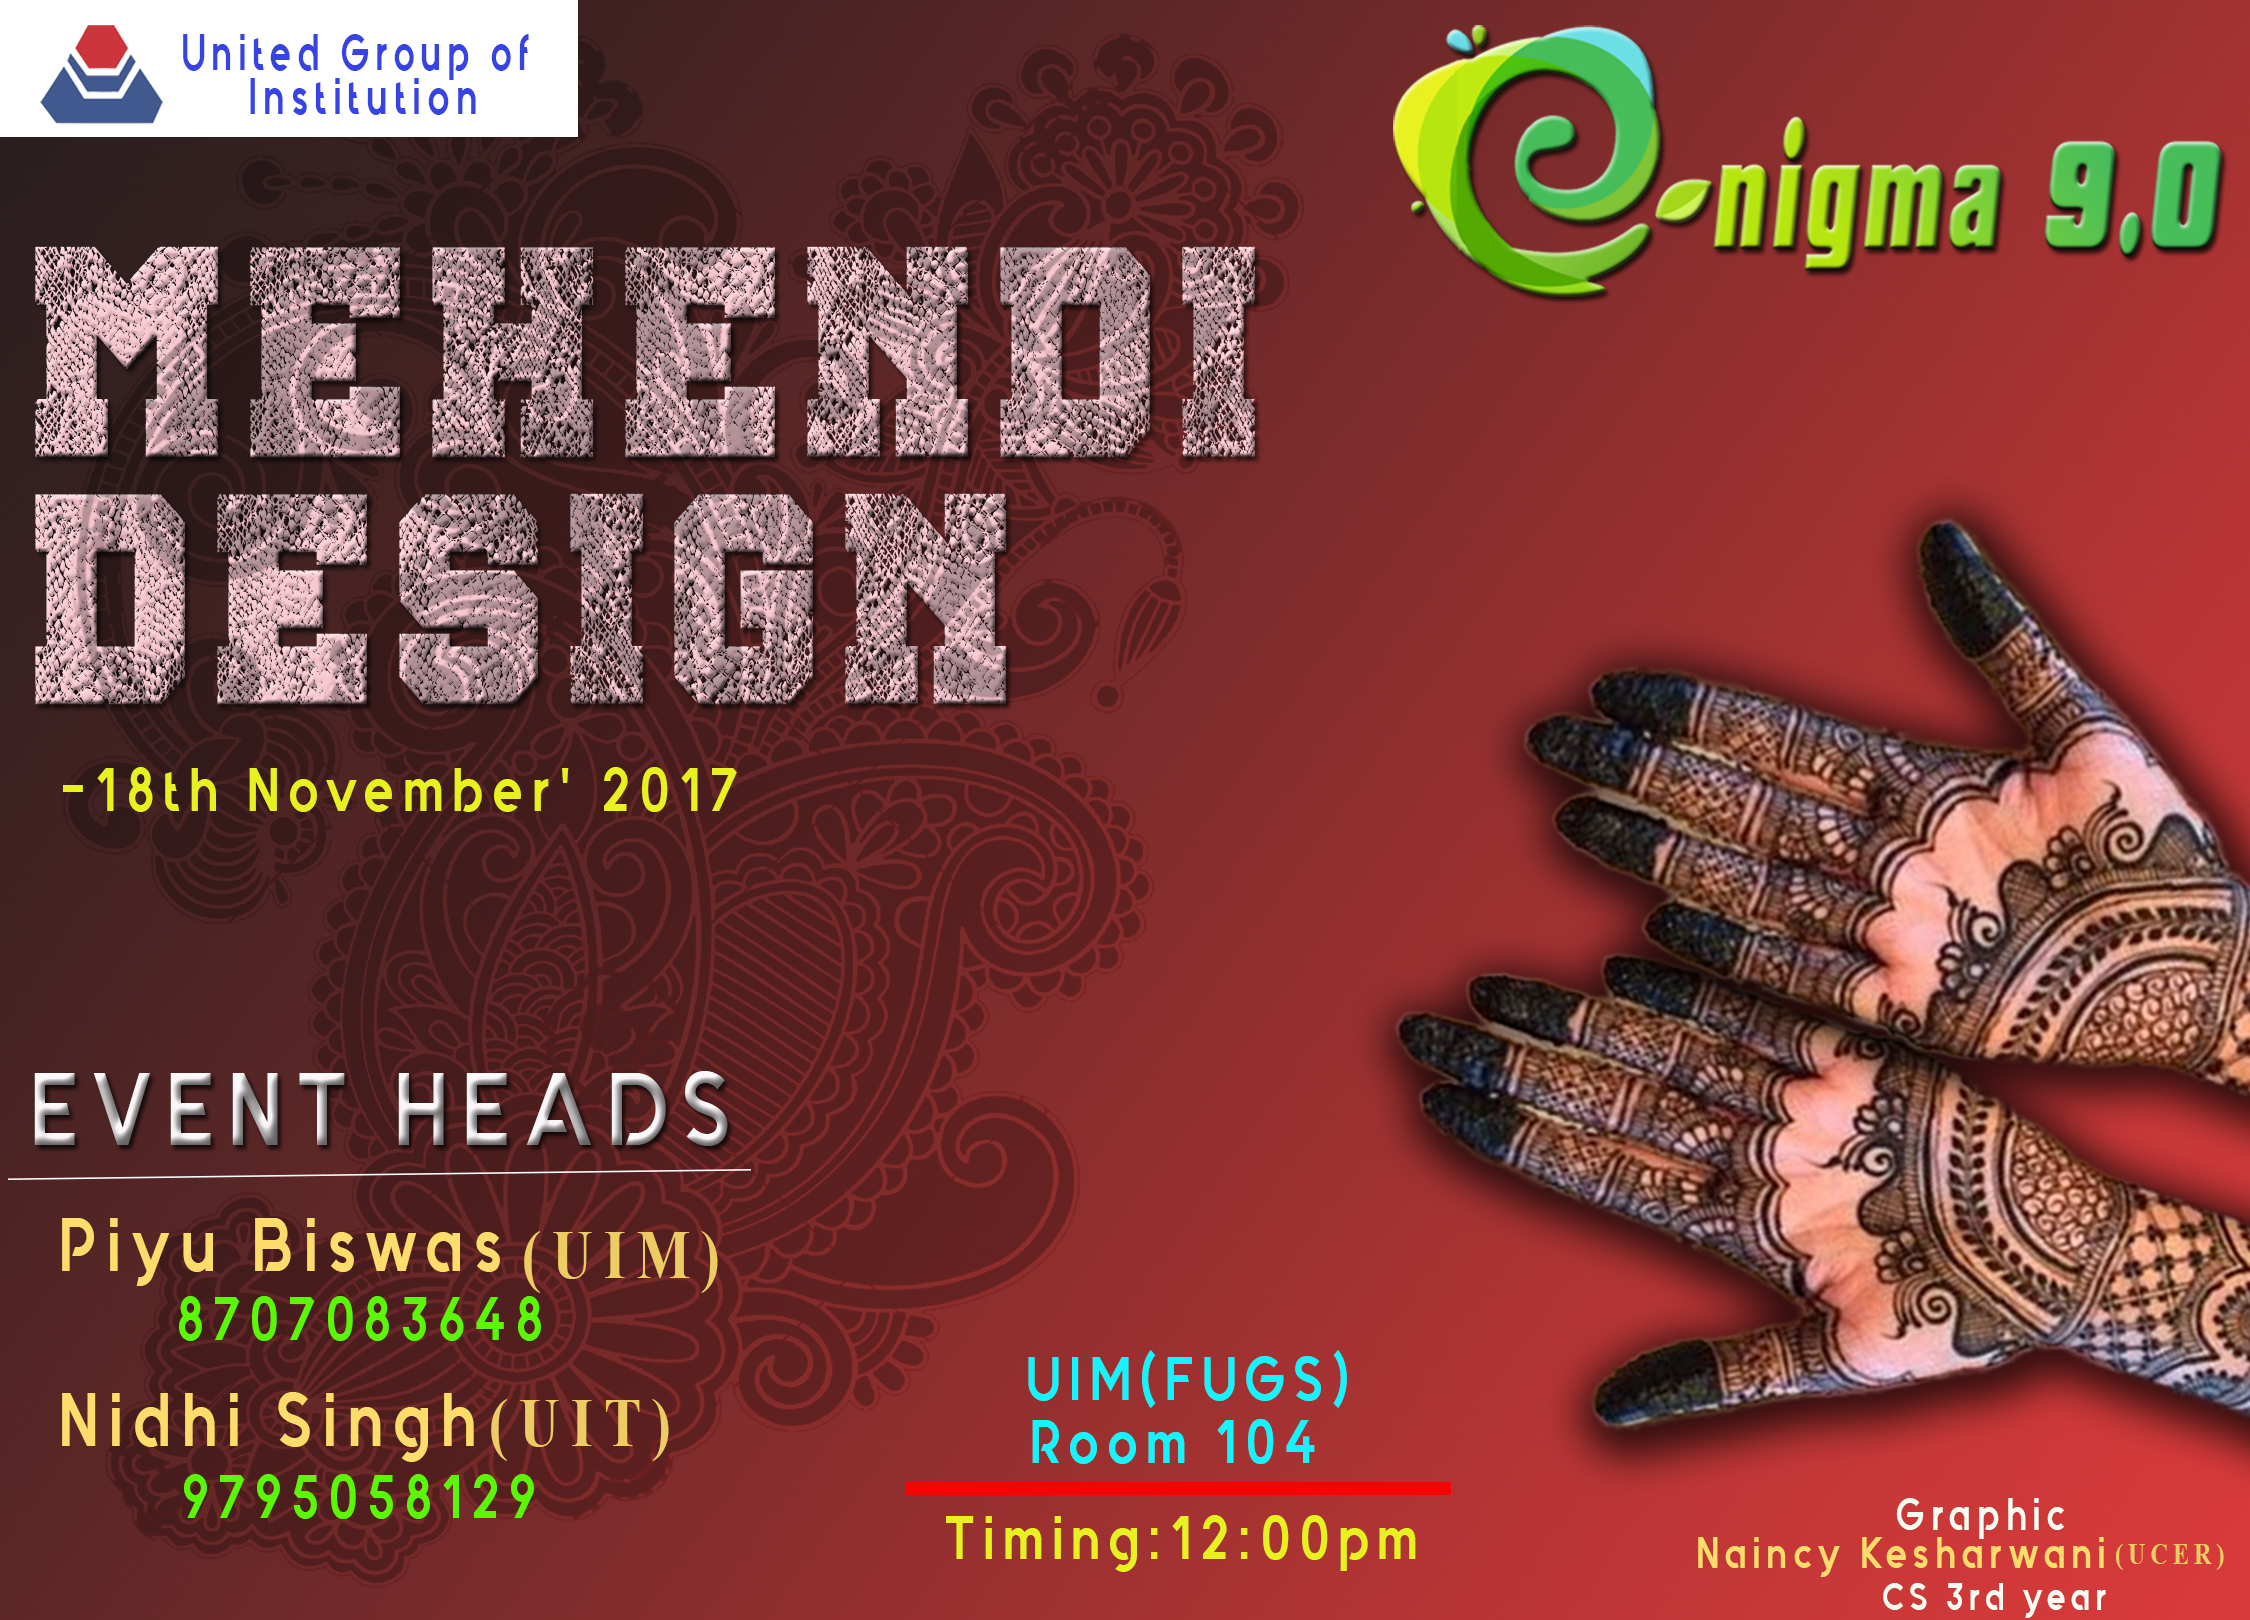 United Group of
Institution
enigma 9.0
MEHENDI
DESIGN
-18th November' 2017
EVENT HEADS
Piyu Biswas (UIM)
8707083648
Nidhi Singh (UIT)
9795058129
UIM(FUGS)
Room 104
Timing:12:00pm
Graphic
Naincy Kesharwani (UCER)
CS 3rd year